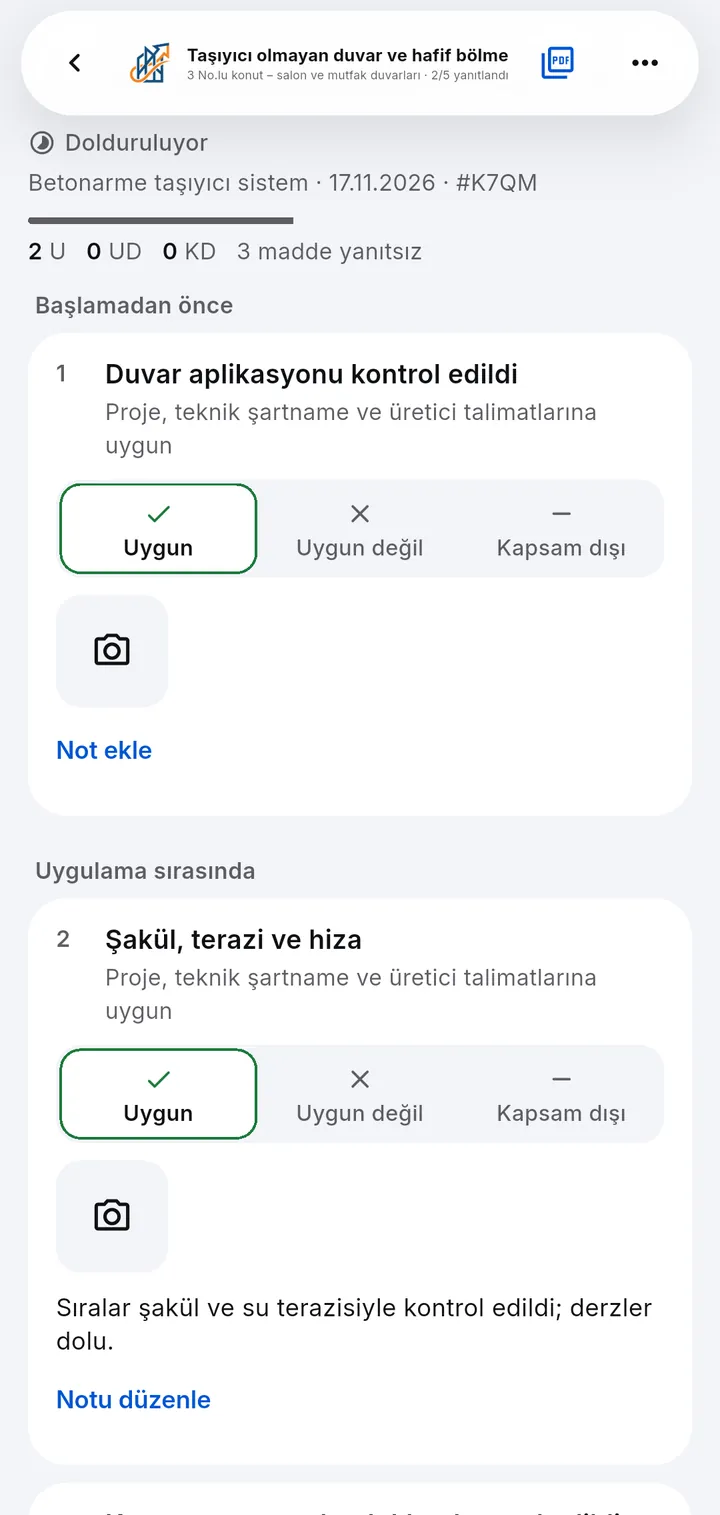 Taşıyıcı olmayan duvar ve hafif bölme
3 No.lu konut – salon ve mutfak duvarları · 2/5 yanıtlandı
PDF
Dolduruluyor
Betonarme taşıyıcı sistem · 17.11.2026 · #K7QM
2 U 0 UD 0 KD 3 madde yanıtsız
Başlamadan önce
1 Duvar aplikasyonu kontrol edildi
Proje, teknik şartname ve üretici talimatlarına
uygun
Uygun Uygun değil Kapsam dışı
Not ekle
Uygulama sırasında
2 Şakül, terazi ve hiza
Proje, teknik şartname ve üretici talimatlarına
uygun
Uygun Uygun değil Kapsam dışı
Sıralar şakül ve su terazisiyle kontrol edildi; derzler
dolu.
Notu düzenle